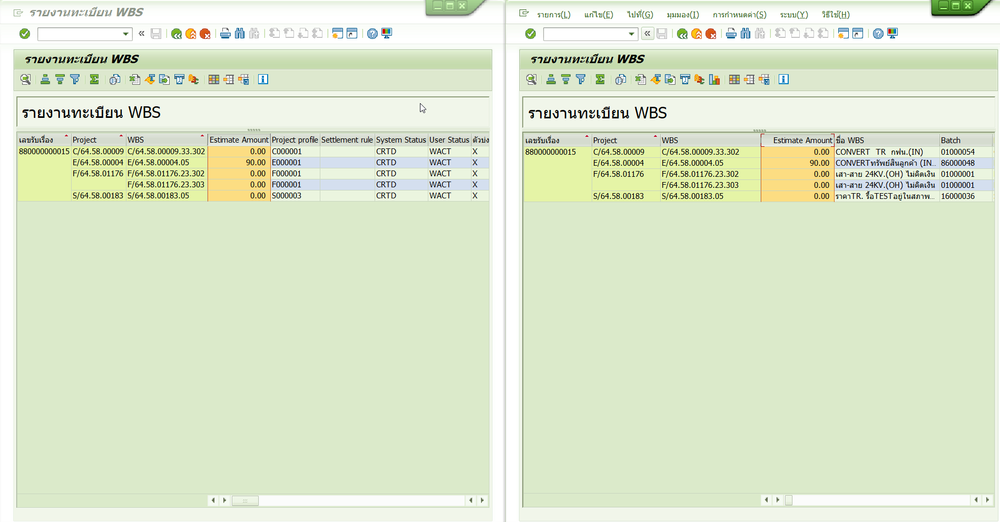 รายงานทะเบียน WBS
รายงานทะเบียน WBS
รายงานทะเบียน WBS
เลขรับเรื่อง Project WBS Estimate Amount Project profile Settlement rule System Status User Status ตัวบ่ง
880000000015 C/64.58.00009 C/64.58.00009.33.302 0.00 C000001 CRTD WACT X
E/64.58.00004 E/64.58.00004.05 90.00 E000001 CRTD WACT X
F/64.58.01176 F/64.58.01176.23.302 0.00 F000001 CRTD WACT X
F/64.58.01176.23.303 0.00 F000001 CRTD WACT X
S/64.58.00183 S/64.58.00183.05 0.00 S000003 CRTD WACT X
รายการ(L) แก้ไข(E) ไปที่(G) มุมมอง(I) การกำหนดค่า(S) ระบบ(Y) วิธีใช้(H)
รายงานทะเบียน WBS
รายงานทะเบียน WBS
เลขรับเรื่อง Project WBS Estimate Amount ชื่อ WBS Batch
880000000015 C/64.58.00009 C/64.58.00009.33.302 0.00 CONVERT TR กฟน.(IN) 01000054
E/64.58.00004 E/64.58.00004.05 90.00 CONVERTทรัพย์สินลูกค้า (IN... 86000048
F/64.58.01176 F/64.58.01176.23.302 0.00 เสา-สาย 24KV.(OH) ไม่คิดเงิน 01000001
F/64.58.01176.23.303 0.00 เสา-สาย 24KV.(OH) ไม่คิดเงิน 01000001
S/64.58.00183 S/64.58.00183.05 0.00 ราคาTR. รื้อTESTอยู่ในสภาพ... 16000036